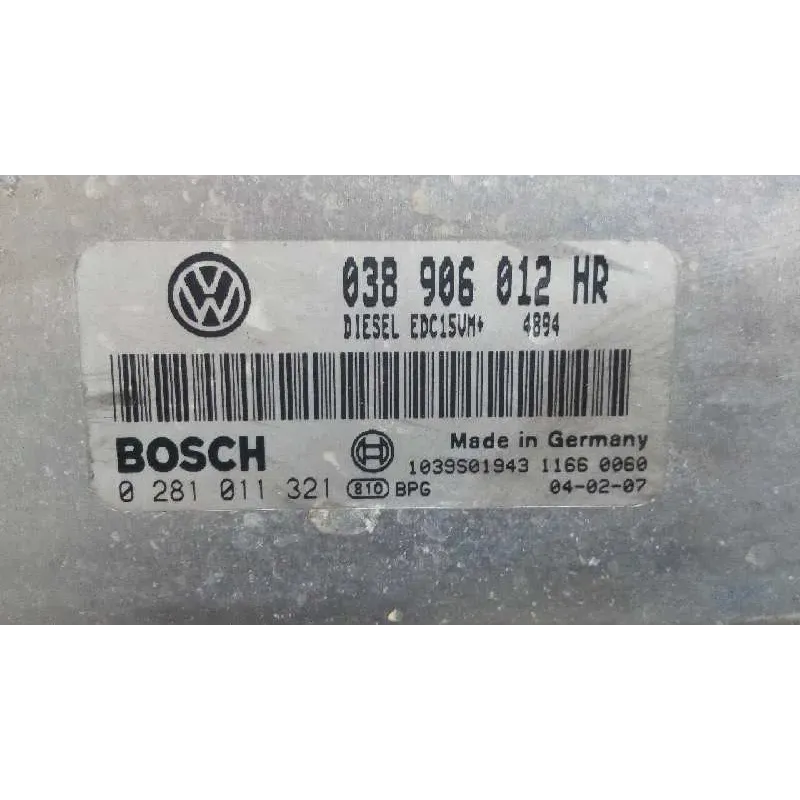 038 906 012 HR
DIESEL EDC15VM+ 4894
BOSCH
Made in Germany
1039S01943 1166 0060
0 281 011 321 810 BPG 04-02-07